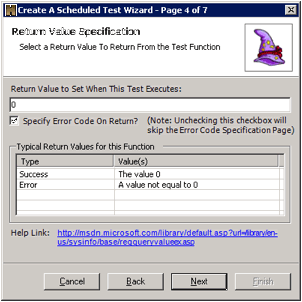 Create A Scheduled Test Wizard - Page 4 of 7
Return Value Specification
Select a Return Value To Return From the Test Function
Return Value to Set When This Test Executes:
0
Specify Error Code On Return?
(Note: Unchecking this checkbox will
skip the Error Code Specification Page)
Typical Return Values for this Function
Type Value(s)
Success The value 0
Error A value not equal to 0
Help Link: http://msdn.microsoft.com/library/default.asp?url=/library/en-
us/sysinfo/base/regqueryvalueex.asp
Cancel Back Next Finish